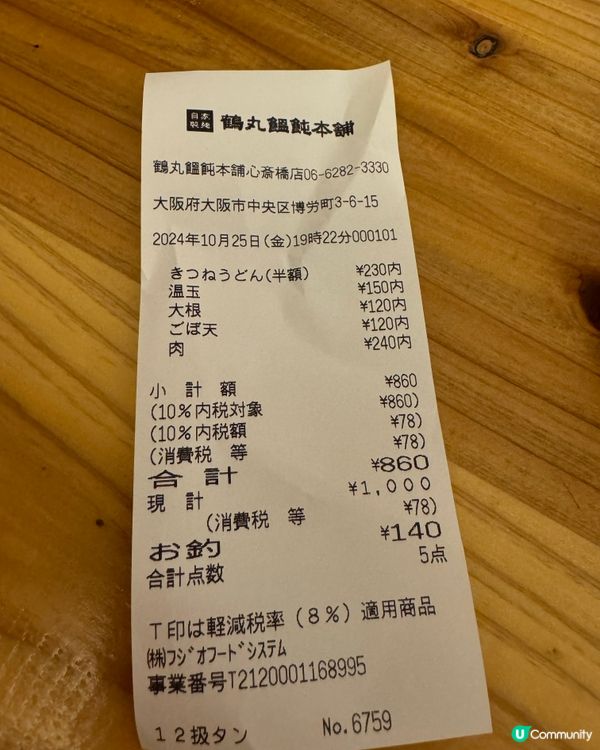 自家製麺 鶴丸饂飩本舗
鶴丸饂飩本舗心斎橋店06-6282-3330
大阪府大阪市中央区博労町3-6-15
2024年10月25日(金)19時22分000101
きつねうどん(半額) ¥230内
温玉 ¥150内
大根 ¥120内
ごぼ天 ¥120内
肉 ¥240内
小計額 ¥860
(10%内税対象 ¥860)
(10%内税額 ¥78)
(消費税 等 ¥78)
合計 ¥860
現計 ¥1,000
(消費税 等 ¥78)
お釣 ¥140
合計点数 5点
T印は軽減税率(8%)適用商品
㈱フジオフードシステム
事業番号T2120001168995
12扱タン No.6759
U Community